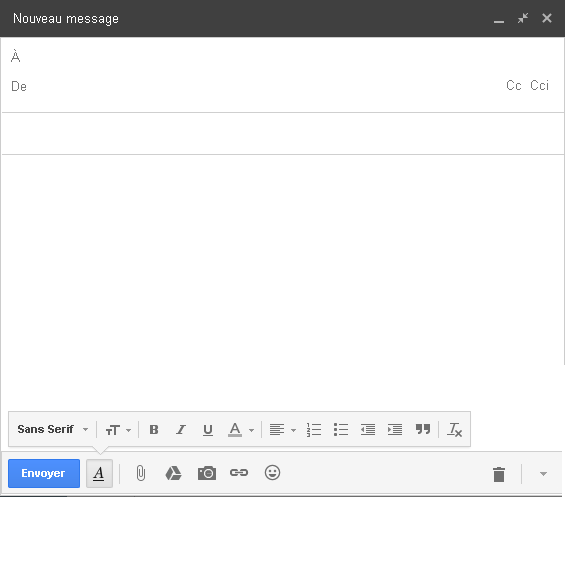 Nouveau message
À
De Cc Cci
Sans Serif
Envoyer